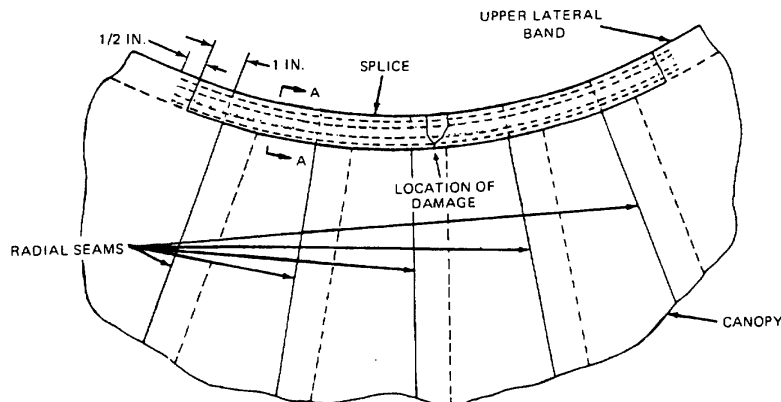 UPPER LATERAL
BAND
1/2 IN.
1 IN.
SPLICE
A
A
LOCATION OF
DAMAGE
RADIAL SEAMS
CANOPY